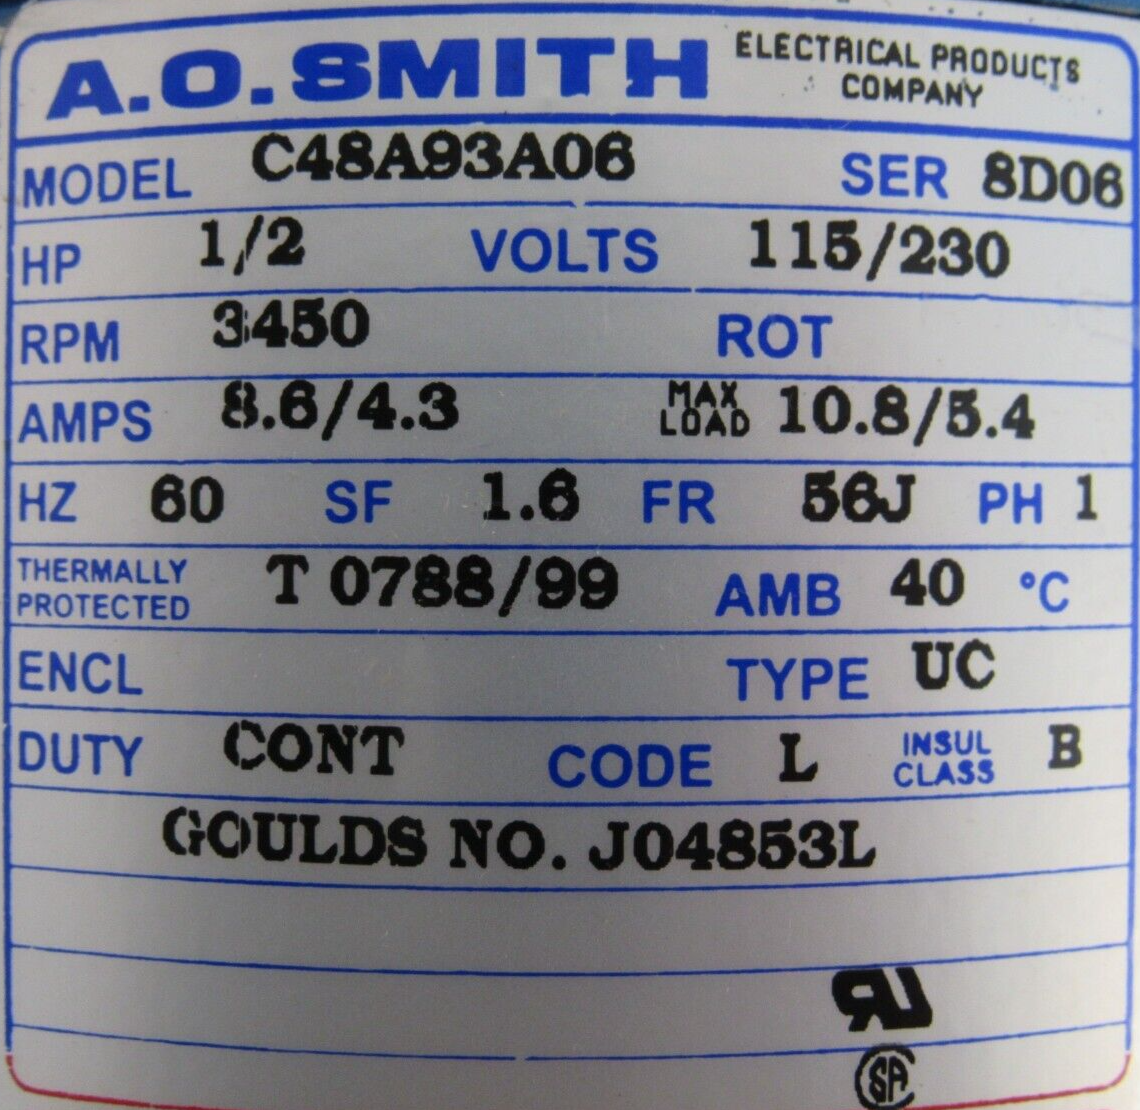 A.O.SMITH ELECTRICAL PRODUCTS COMPANY
MODEL C48A93A06 SER 8D06
HP 1/2 VOLTS 115/230
RPM 3450 ROT
AMPS 8.6/4.3 MAX LOAD 10.8/5.4
HZ 60 SF 1.6 FR 56J PH 1
THERMALLY PROTECTED T 0788/99 AMB 40 °C
ENCL TYPE UC
DUTY CONT CODE L INSUL CLASS B
GOULDS NO. J04853L
RU
SA